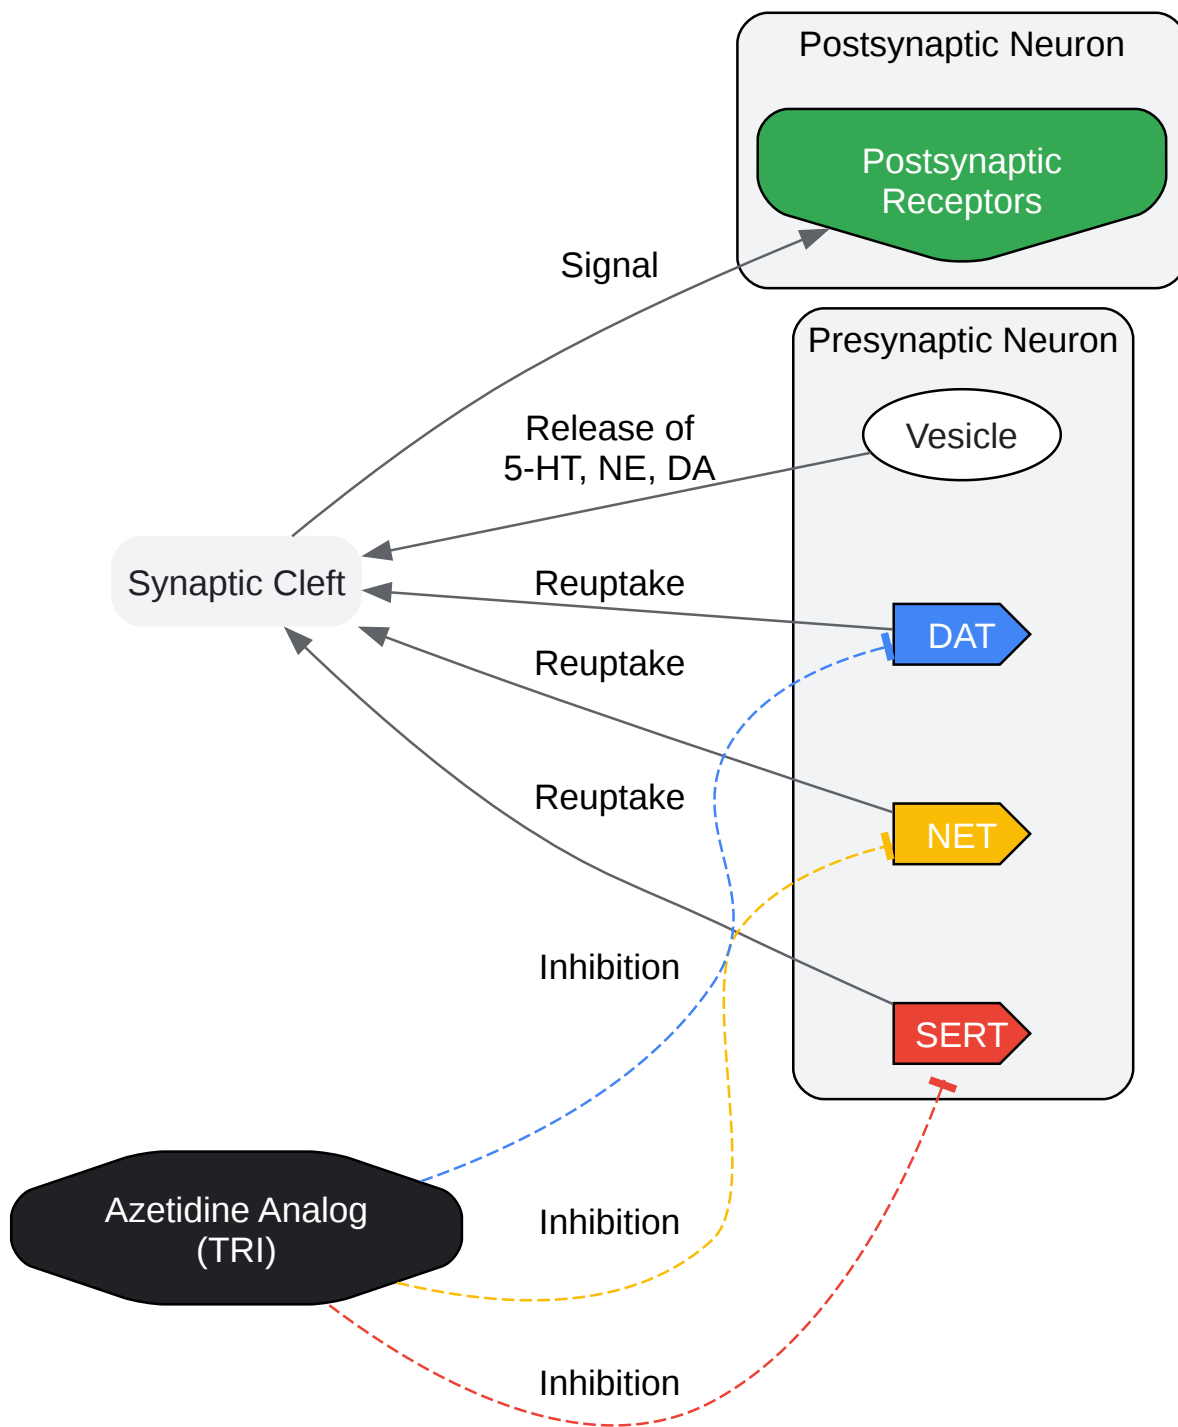 Postsynaptic Neuron
Postsynaptic
Receptors
Signal
Presynaptic Neuron
Release of
5-HT, NE, DA
Vesicle
Synaptic Cleft
Reuptake
DAT
Reuptake
Reuptake
NET
Inhibition
SERT
Azetidine Analog
(TRI)
Inhibition
Inhibition